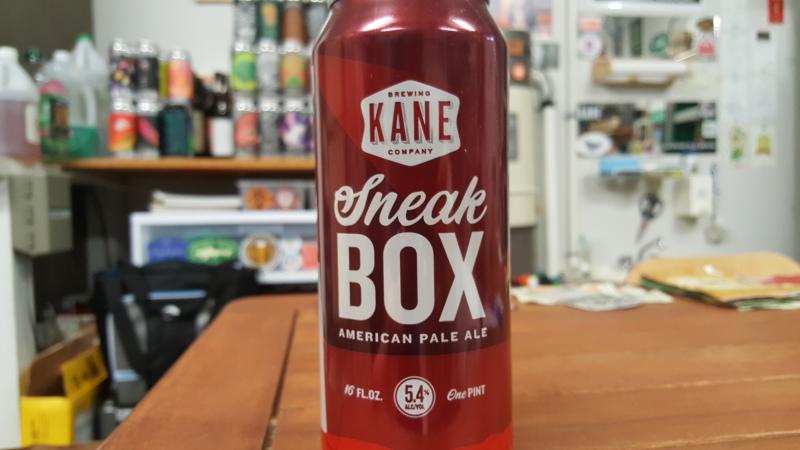 BREWING
KANE
COMPANY
Sneak
BOX
AMERICAN PALE ALE
16 FL.OZ.
5.4%
ALC/VOL
One PINT